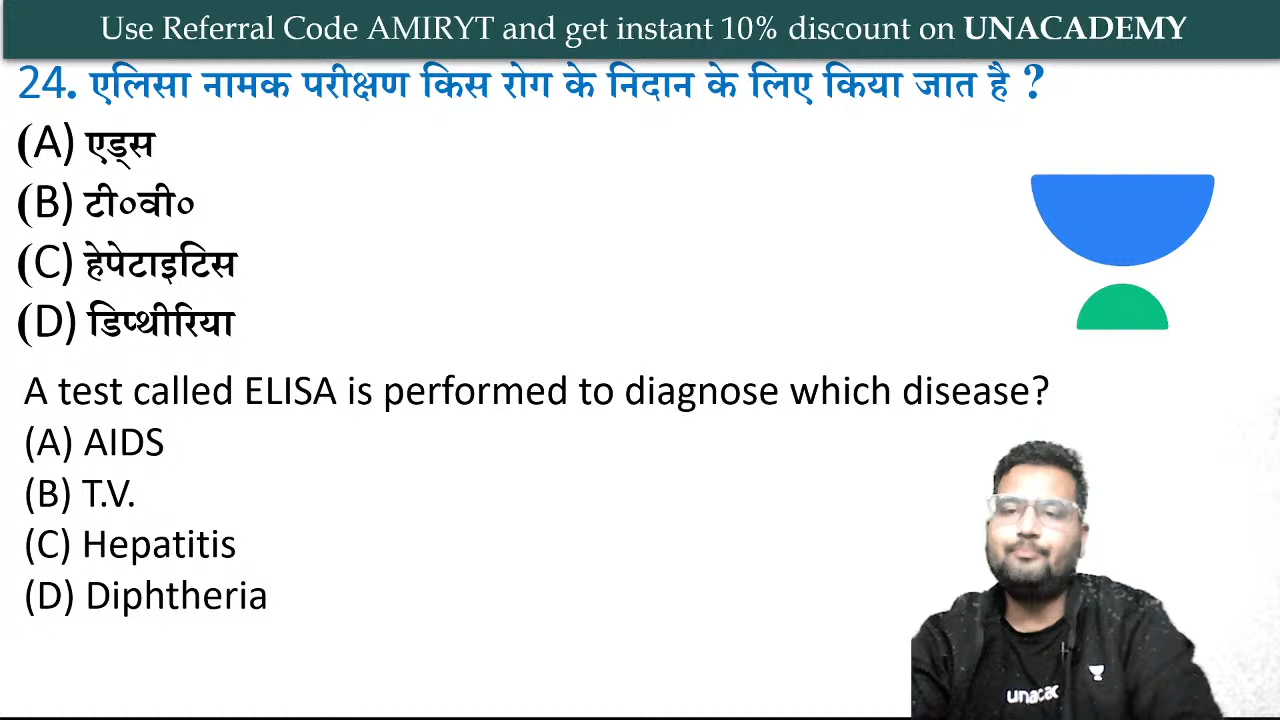 Use Referral Code AMIRYT and get instant 10% discount on UNACADEMY
24. एलिसा नामक परीक्षण किस रोग के निदान के लिए किया जात है ?
(A) एड्स
(B) टी०वी०
(C) हेपेटाइटिस
(D) डिप्थीरिया
A test called ELISA is performed to diagnose which disease?
(A) AIDS
(B) T.V.
(C) Hepatitis
(D) Diphtheria
unacac